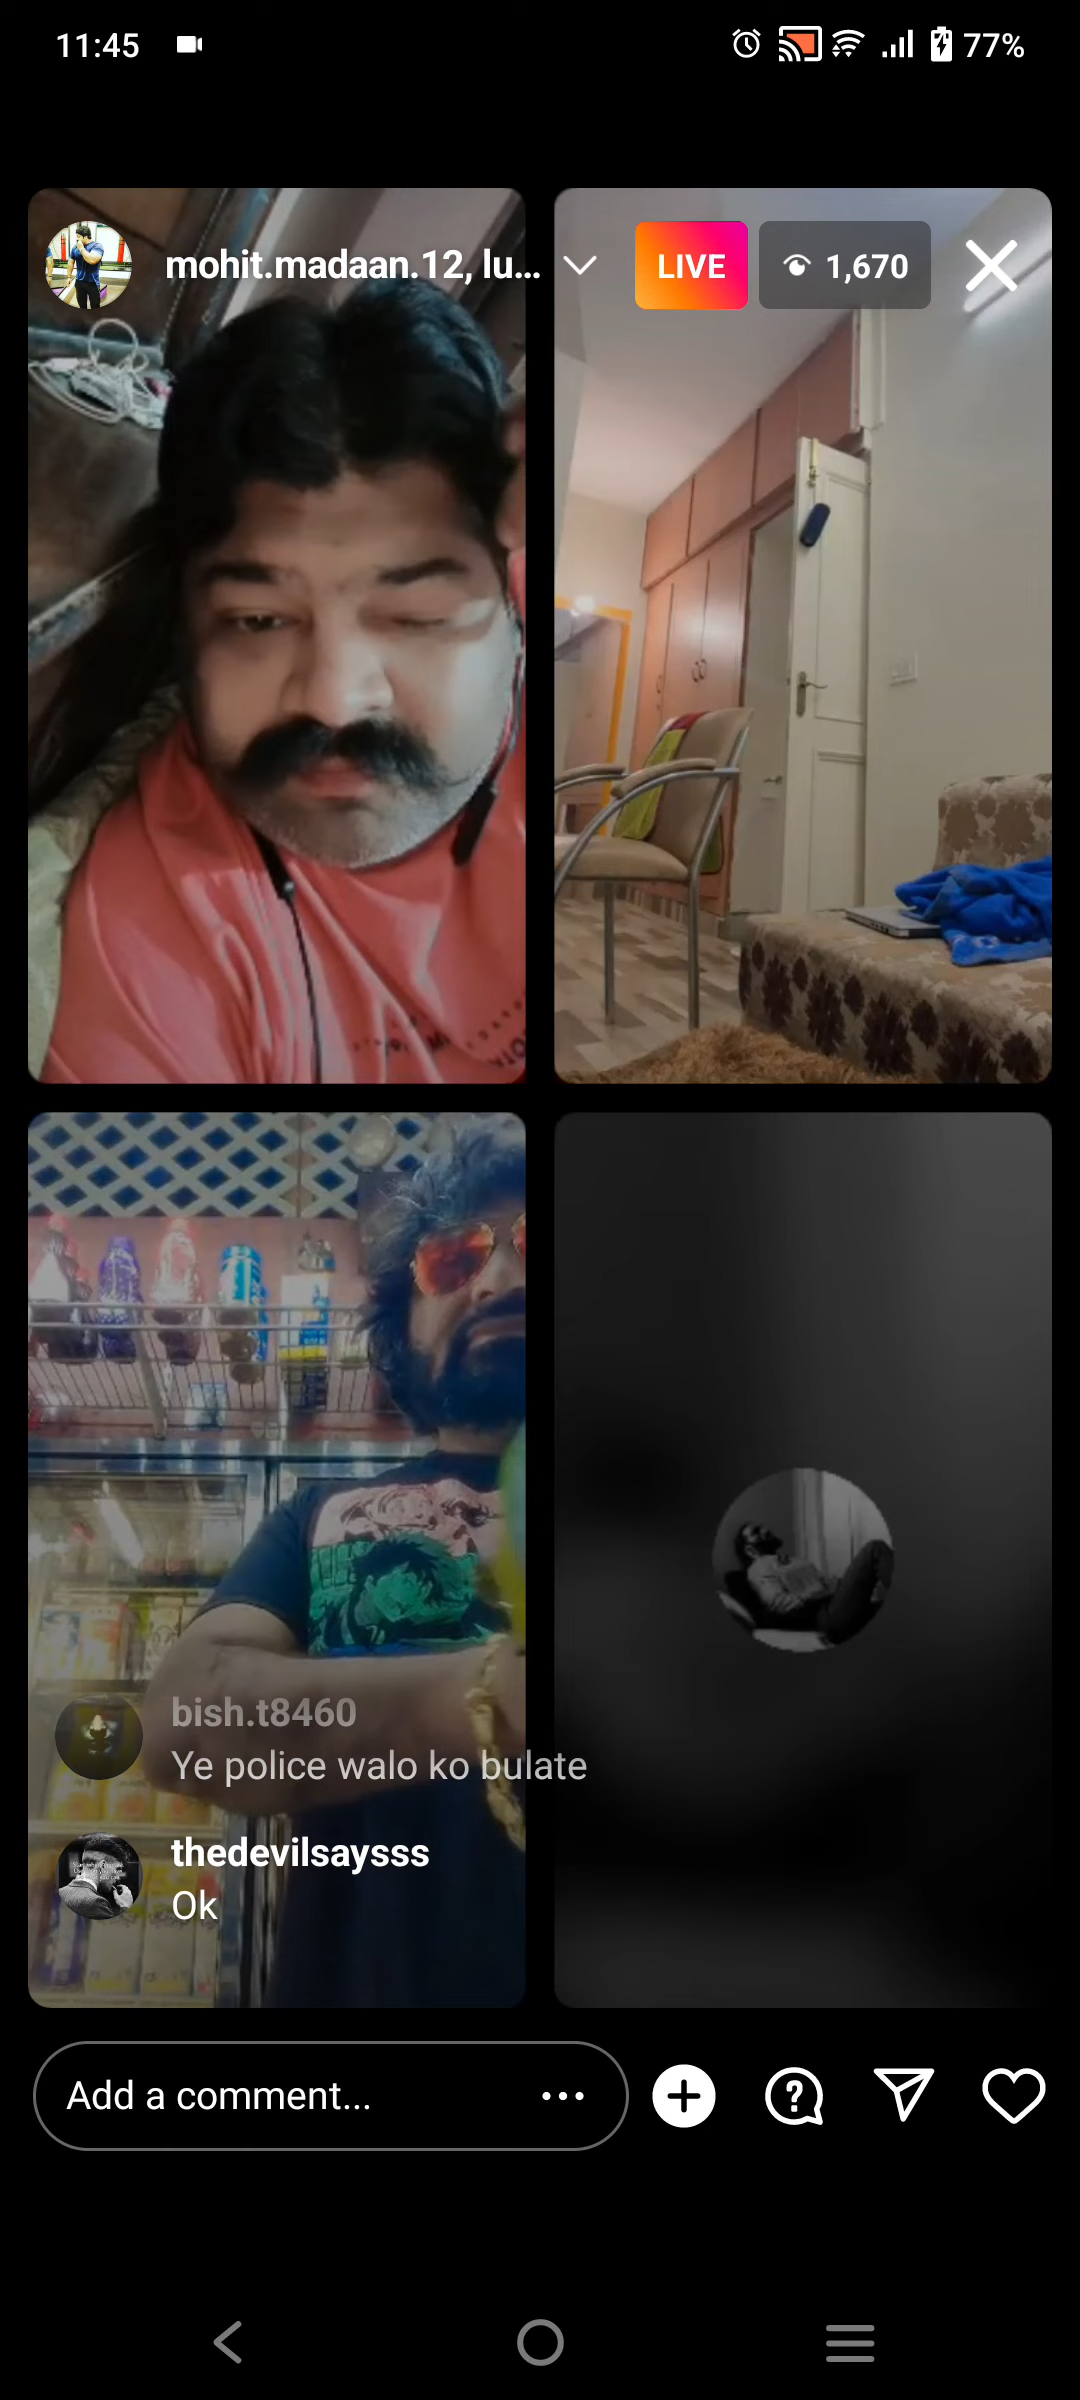 11:45
77%
mohit.madaan.12, lu...
LIVE
1,670
bish.t8460
Ye police walo ko bulate
thedevilsaysss
Ok
Add a comment...